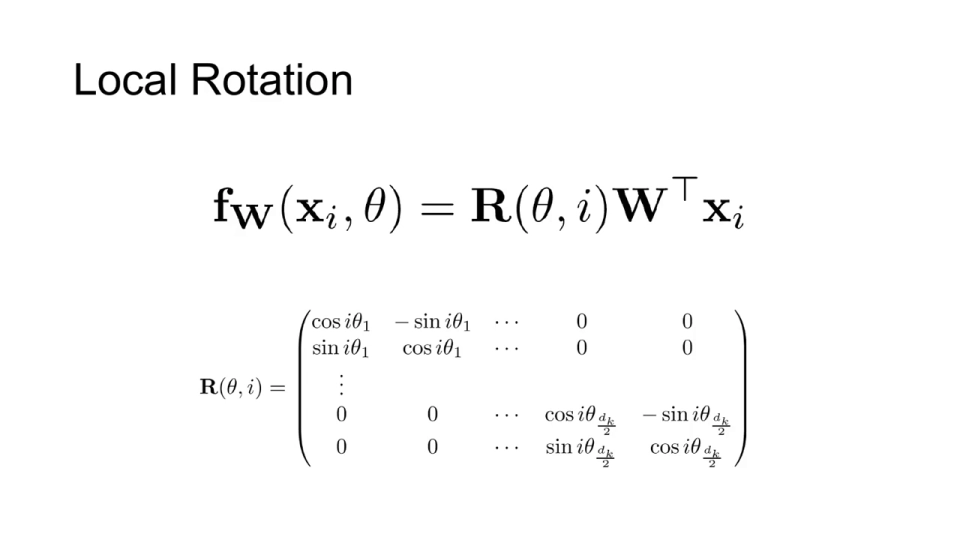 Local Rotation
f_W(x_i, θ) = R(θ, i)W^⊤x_i
cos iθ_1 − sin iθ_1 ⋯ 0 0
sin iθ_1 cos iθ_1 ⋯ 0 0
R(θ, i) = ⋮
0 0 ⋯ cos iθ_{d_k/2} − sin iθ_{d_k/2}
0 0 ⋯ sin iθ_{d_k/2} cos iθ_{d_k/2}